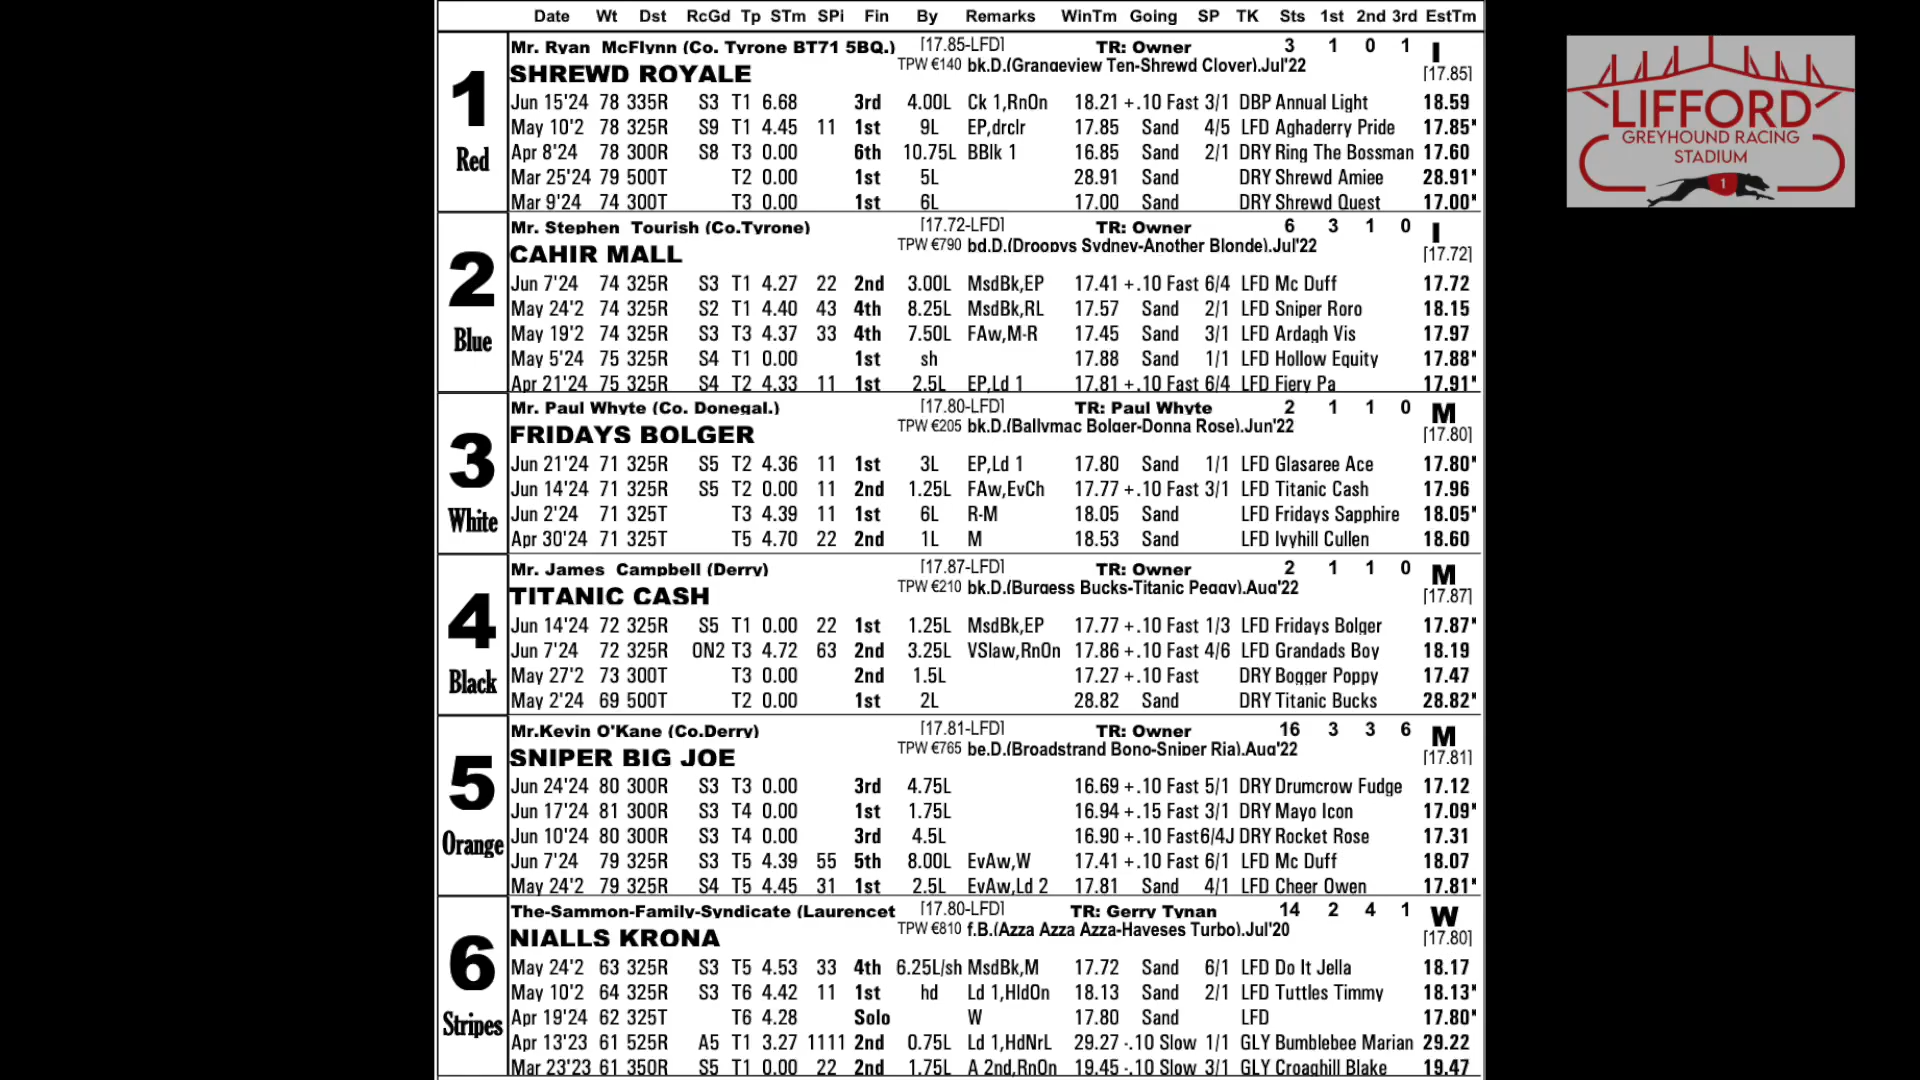 Date Wt Dst RcGd Tp STm SPi Fin By Remarks WinTm Going SP TK Sts 1st 2nd 3rd EstTm
1 Red
Mr. Ryan McFlynn (Co. Tyrone BT71 5BQ.) [17.85-LFD] TR: Owner 3 1 0 1 I
SHREWD ROYALE TPW €140 bk.D.(Grangeview Ten-Shrewd Clover).Jul'22 [17.85]
Jun 15'24 78 335R S3 T1 6.68 3rd 4.00L Ck 1,RnOn 18.21 +.10 Fast 3/1 DBP Annual Light 18.59
May 10'2 78 325R S9 T1 4.45 11 1st 9L EP,drclr 17.85 Sand 4/5 LFD Aghaderry Pride 17.85*
Apr 8'24 78 300R S8 T3 0.00 6th 10.75L BBlk 1 16.85 Sand 2/1 DRY Ring The Bossman 17.60
Mar 25'24 79 500T T2 0.00 1st 5L 28.91 Sand DRY Shrewd Amiee 28.91*
Mar 9'24 74 300T T3 0.00 1st 6L 17.00 Sand DRY Shrewd Quest 17.00*
2 Blue
Mr. Stephen Tourish (Co.Tyrone) [17.72-LFD] TR: Owner 6 3 1 0 I
CAHIR MALL TPW €790 bd.D.(Droopys Sydney-Another Blonde).Jul'22 [17.72]
Jun 7'24 74 325R S3 T1 4.27 22 2nd 3.00L MsdBk,EP 17.41 +.10 Fast 6/4 LFD Mc Duff 17.72
May 24'2 74 325R S2 T1 4.40 43 4th 8.25L MsdBk,RL 17.57 Sand 2/1 LFD Sniper Roro 18.15
May 19'2 74 325R S3 T3 4.37 33 4th 7.50L FAw,M-R 17.45 Sand 3/1 LFD Ardagh Vis 17.97
May 5'24 75 325R S4 T1 0.00 1st sh 17.88 Sand 1/1 LFD Hollow Equity 17.88*
Apr 21'24 75 325R S4 T2 4.33 11 1st 2.5L EP,Ld 1 17.81 +.10 Fast 6/4 LFD Fiery Pa 17.91*
3 White
Mr. Paul Whyte (Co. Donegal.) [17.80-LFD] TR: Paul Whyte 2 1 1 0 M
FRIDAYS BOLGER TPW €205 bk.D.(Ballymac Bolger-Donna Rose).Jun'22 [17.80]
Jun 21'24 71 325R S5 T2 4.36 11 1st 3L EP,Ld 1 17.80 Sand 1/1 LFD Glasaree Ace 17.80*
Jun 14'24 71 325R S5 T2 0.00 11 2nd 1.25L FAw,EvCh 17.77 +.10 Fast 3/1 LFD Titanic Cash 17.96
Jun 2'24 71 325T T3 4.39 11 1st 6L R-M 18.05 Sand LFD Fridays Sapphire 18.05*
Apr 30'24 71 325T T5 4.70 22 2nd 1L M 18.53 Sand LFD Ivyhill Cullen 18.60
4 Black
Mr. James Campbell (Derry) [17.87-LFD] TR: Owner 2 1 1 0 M
TITANIC CASH TPW €210 bk.D.(Burgess Bucks-Titanic Peggy).Aug'22 [17.87]
Jun 14'24 72 325R S5 T1 0.00 22 1st 1.25L MsdBk,EP 17.77 +.10 Fast 1/3 LFD Fridays Bolger 17.87*
Jun 7'24 72 325R ON2 T3 4.72 63 2nd 3.25L VSlaw,RnOn 17.86 +.10 Fast 4/6 LFD Grandads Boy 18.19
May 27'2 73 300T T3 0.00 2nd 1.5L 17.27 +.10 Fast DRY Bogger Poppy 17.47
May 2'24 69 500T T2 0.00 1st 2L 28.82 Sand DRY Titanic Bucks 28.82*
5 Orange
Mr.Kevin O'Kane (Co.Derry) [17.81-LFD] TR: Owner 16 3 3 6 M
SNIPER BIG JOE TPW €765 be.D.(Broadstrand Bono-Sniper Ria).Aug'22 [17.81]
Jun 24'24 80 300R S3 T3 0.00 3rd 4.75L 16.69 +.10 Fast 5/1 DRY Drumcrow Fudge 17.12
Jun 17'24 81 300R S3 T4 0.00 1st 1.75L 16.94 +.15 Fast 3/1 DRY Mayo Icon 17.09*
Jun 10'24 80 300R S3 T4 0.00 3rd 4.5L 16.90 +.10 Fast 6/4J DRY Rocket Rose 17.31
Jun 7'24 79 325R S3 T5 4.39 55 5th 8.00L EvAw,W 17.41 +.10 Fast 6/1 LFD Mc Duff 18.07
May 24'2 79 325R S4 T5 4.45 31 1st 2.5L EvAw,Ld 2 17.81 Sand 4/1 LFD Cheer Owen 17.81*
6 Stripes
The-Sammon-Family-Syndicate (Laurencet [17.80-LFD] TR: Gerry Tynan 14 2 4 1 W
NIALLS KRONA TPW €810 f.B.(Azza Azza Azza-Hayeses Turbo).Jul'20 [17.80]
May 24'2 63 325R S3 T5 4.53 33 4th 6.25L/sh MsdBk,M 17.72 Sand 6/1 LFD Do It Jella 18.17
May 10'2 64 325R S3 T6 4.42 11 1st hd Ld 1,HldOn 18.13 Sand 2/1 LFD Tuttles Timmy 18.13*
Apr 19'24 62 325T T6 4.28 Solo W 17.80 Sand LFD 17.80*
Apr 13'23 61 525R A5 T1 3.27 1111 2nd 0.75L Ld 1,HdNrL 29.27 -.10 Slow 1/1 GLY Bumblebee Marian 29.22
Mar 23'23 61 350R S5 T1 0.00 22 2nd 1.75L A 2nd,RnOn 19.45 -.10 Slow 3/1 GLY Croaghill Blake 19.47
LIFFORD
GREYHOUND RACING
STADIUM
1